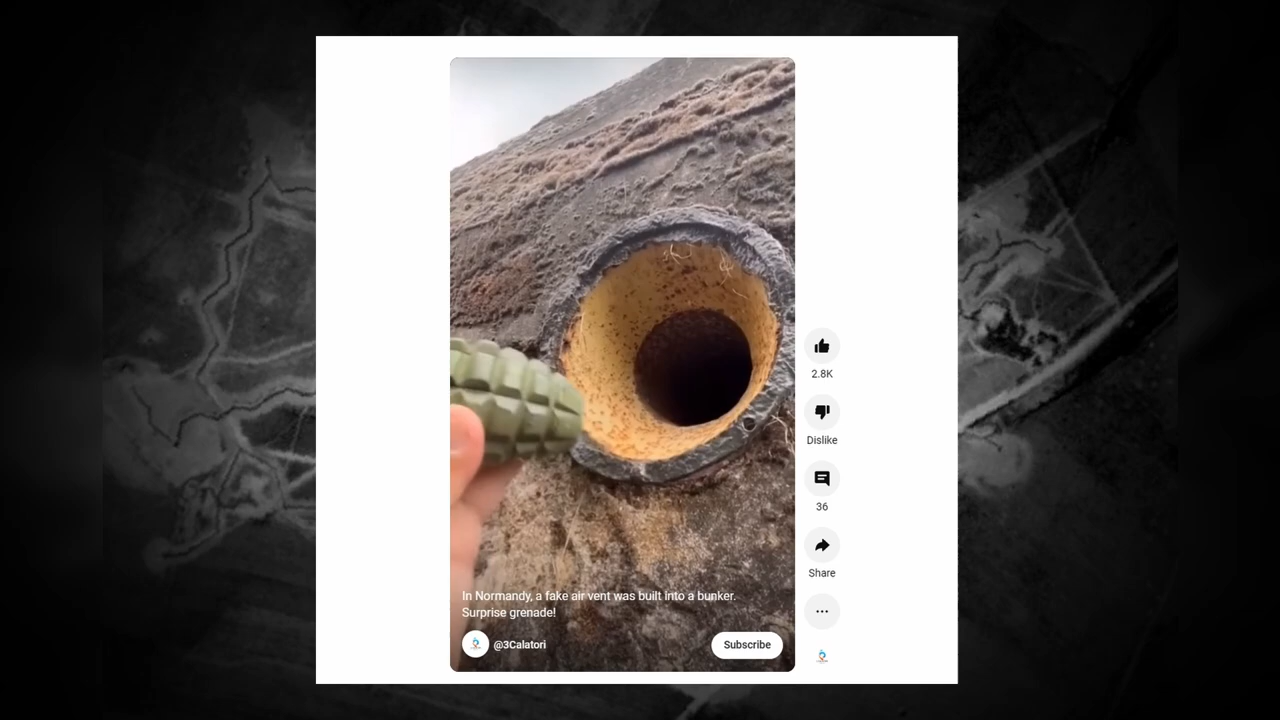 2.8K
Dislike
36
Share
In Normandy, a fake air vent was built into a bunker.
Surprise grenade!
@3Calatori
Subscribe